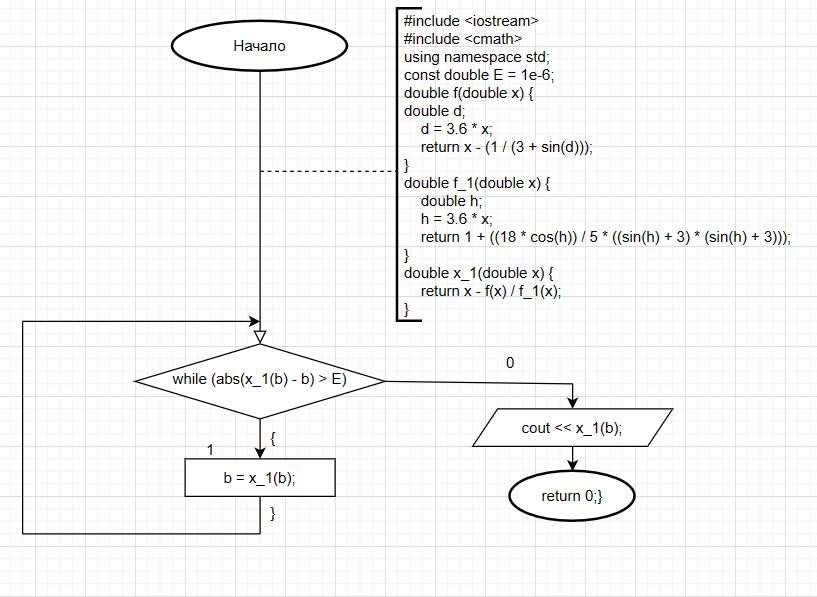 Начало
#include <iostream>
#include <cmath>
using namespace std;
const double E = 1e-6;
double f(double x) {
double d;
d = 3.6 * x;
return x - (1 / (3 + sin(d)));
}
double f_1(double x) {
double h;
h = 3.6 * x;
return 1 + ((18 * cos(h)) / 5 * ((sin(h) + 3) * (sin(h) + 3)));
}
double x_1(double x) {
return x - f(x) / f_1(x);
}
while (abs(x_1(b) - b) > E)
0
cout << x_1(b);
return 0;}
{
1
b = x_1(b);
}